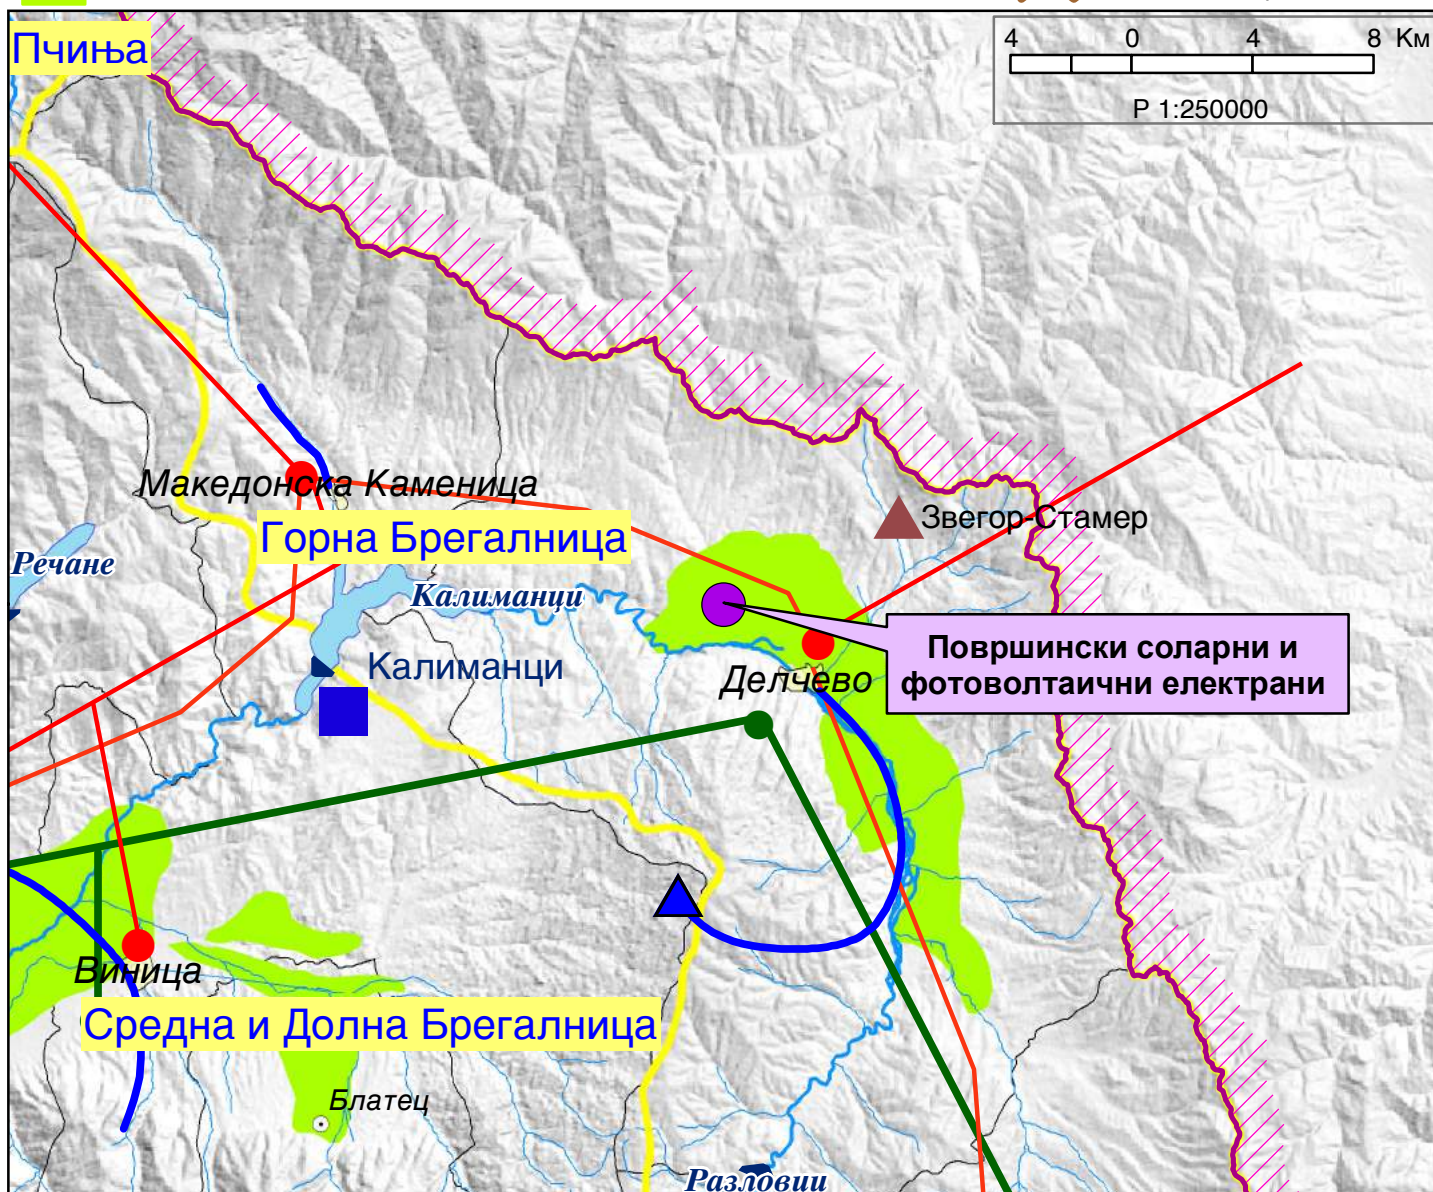 Пчиња
4 0 4 8 Км
Р 1:250000
Македонска Каменица
Звегор-Стамер
Горна Брегалница
Речане
Калиманци
Површински соларни и
фотоволтаични електрани
Калиманци
Делчево
Виница
Средна и Долна Брегалница
Блатец
Разловци